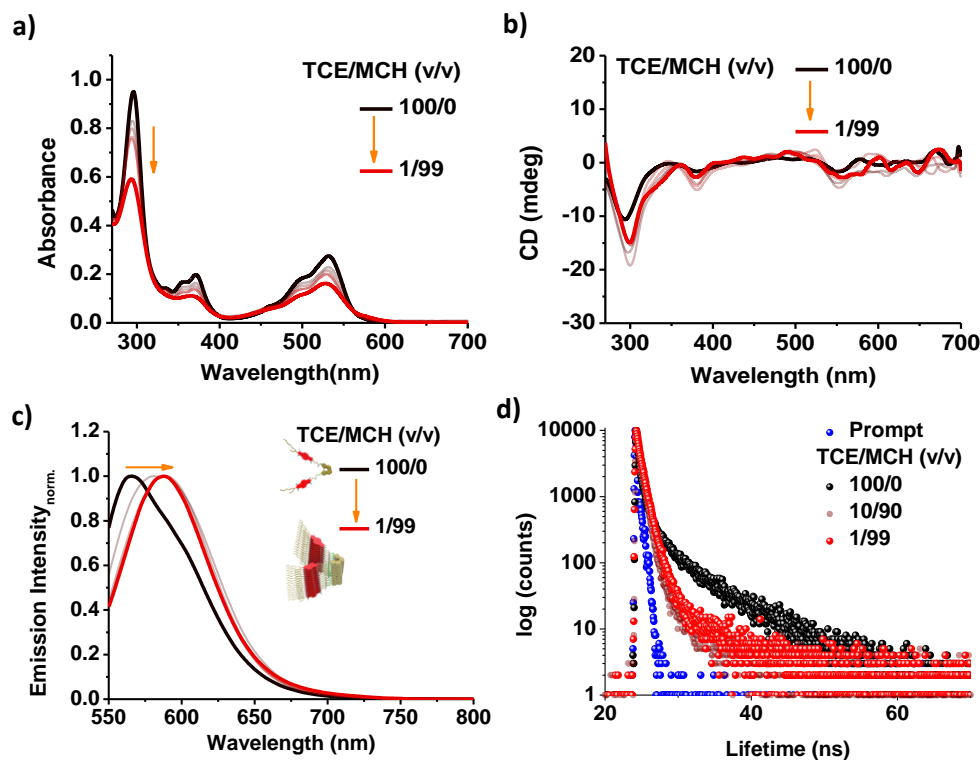 a)
TCE/MCH (v/v)
100/0
1/99
1.0
0.8
0.6
0.4
0.2
0.0
Absorbance
300 400 500 600 700
Wavelength(nm)
b)
TCE/MCH (v/v)
100/0
1/99
20
10
0
-10
-20
-30
CD (mdeg)
300 400 500 600 700
Wavelength (nm)
c)
TCE/MCH (v/v)
100/0
1/99
1.2
1.0
0.8
0.6
0.4
0.2
0.0
Emission Intensitynorm.
550 600 650 700 750 800
Wavelength (nm)
d)
Prompt
TCE/MCH (v/v)
100/0
10/90
1/99
10000
1000
100
10
1
log (counts)
20 40 60
Lifetime (ns)